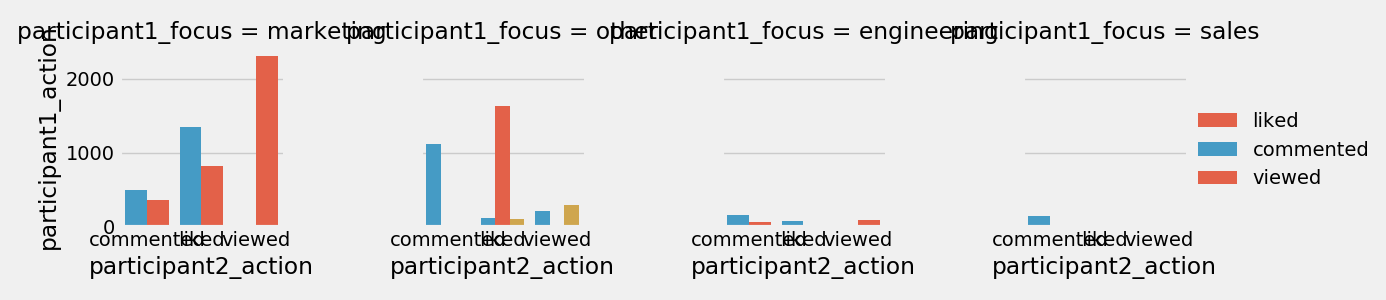 participant1_focus = marketing
participant1_focus = other
participant1_focus = engineering
participant1_focus = sales
participant1_action
2000
1000
0
commented liked viewed
commented liked viewed
commented liked viewed
commented liked viewed
participant2_action
participant2_action
participant2_action
participant2_action
liked
commented
viewed